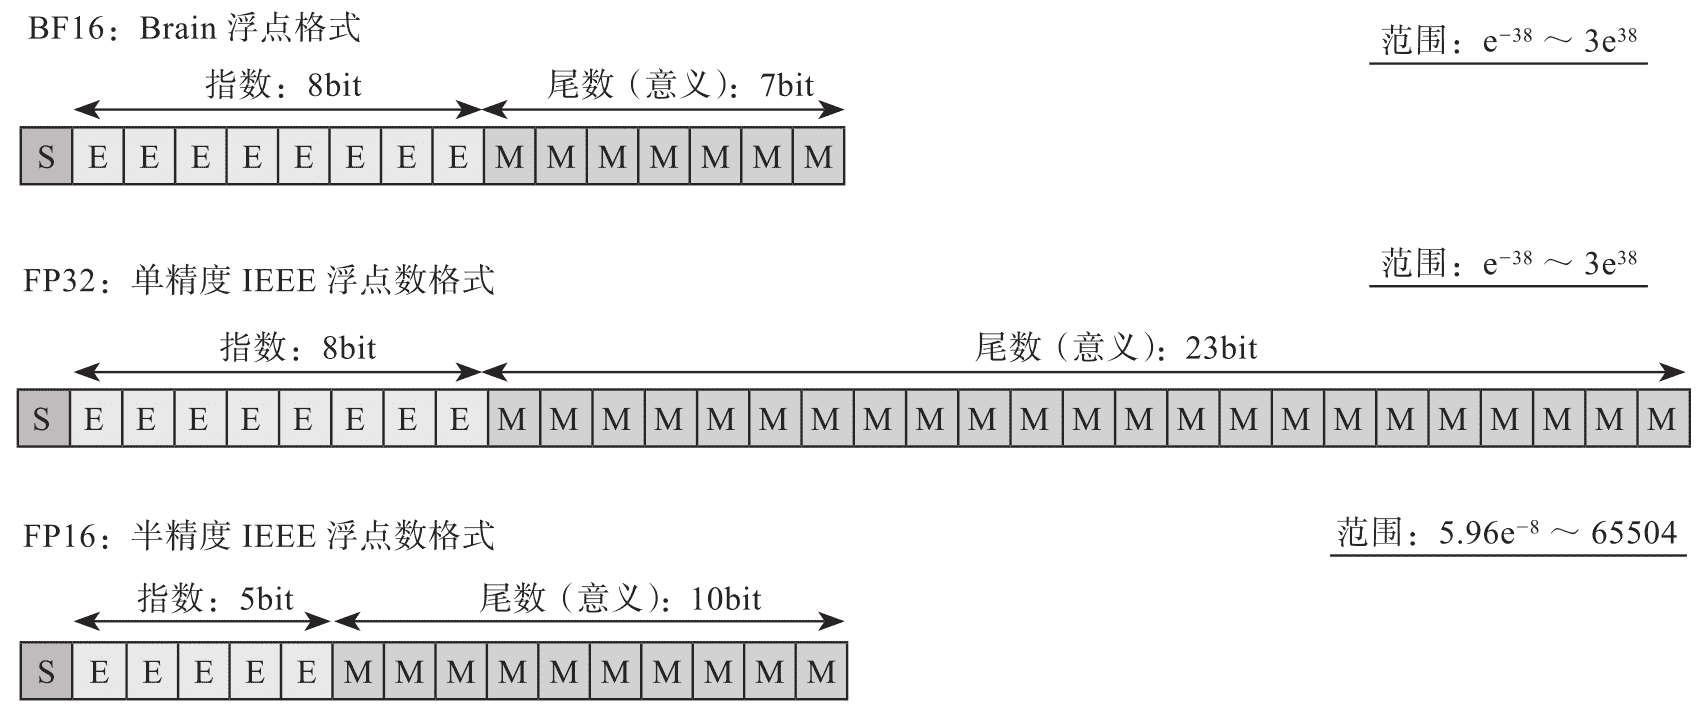 BF16：Brain 浮点格式
范围：e⁻³⁸ ～ 3e³⁸
指数：8bit
尾数（意义）：7bit
S E E E E E E E E M M M M M M M
FP32：单精度 IEEE 浮点数格式
范围：e⁻³⁸ ～ 3e³⁸
指数：8bit
尾数（意义）：23bit
S E E E E E E E E M M M M M M M M M M M M M M M M M M M M M M M
FP16：半精度 IEEE 浮点数格式
范围：5.96e⁻⁸ ～ 65504
指数：5bit
尾数（意义）：10bit
S E E E E E M M M M M M M M M M